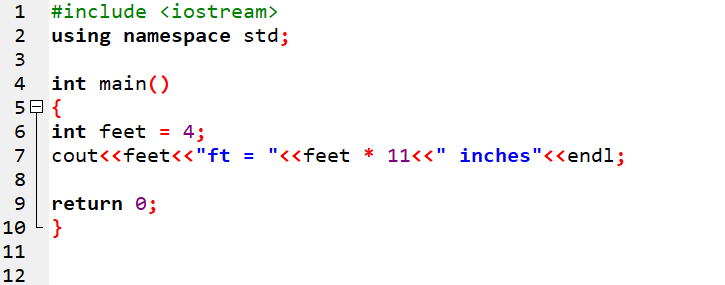 1 #include <iostream>
2 using namespace std;
3
4 int main()
5 {
6 int feet = 4;
7 cout<<feet<<"ft = "<<feet * 11<<" inches"<<endl;
8
9 return 0;
10 }
11
12